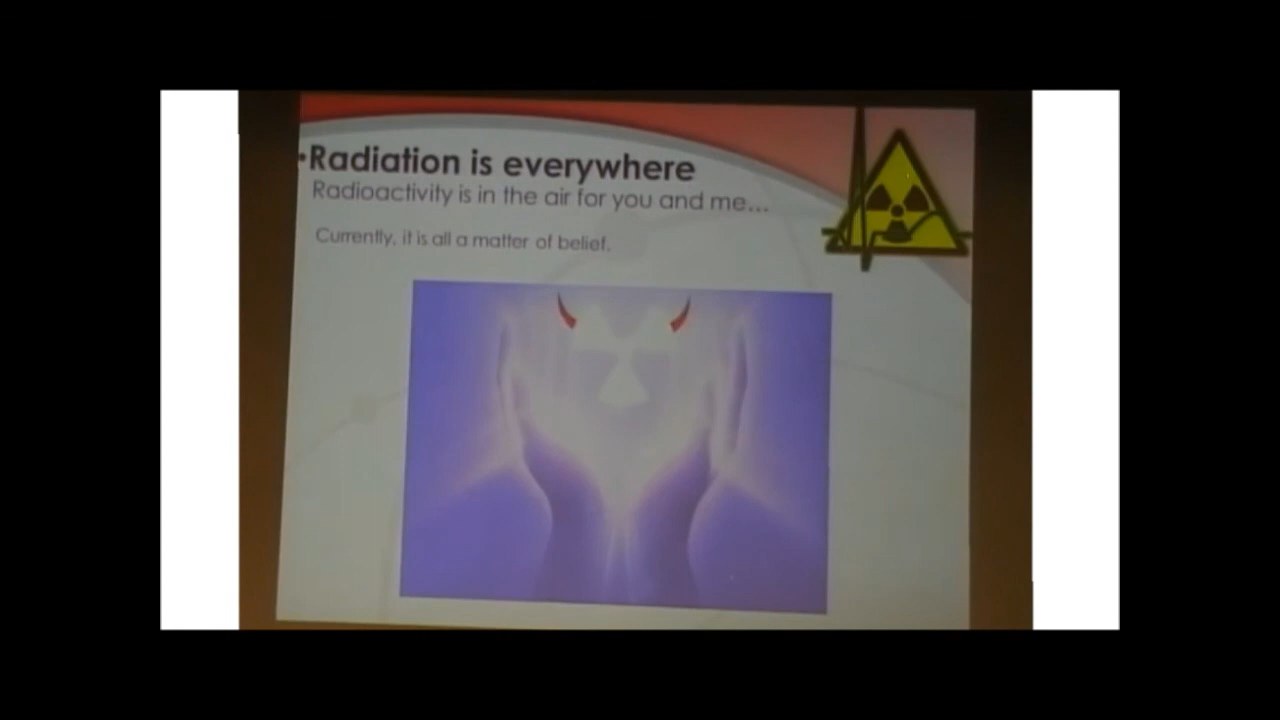 •Radiation is everywhere
Radioactivity is in the air for you and me...
Currently, it is all a matter of belief.